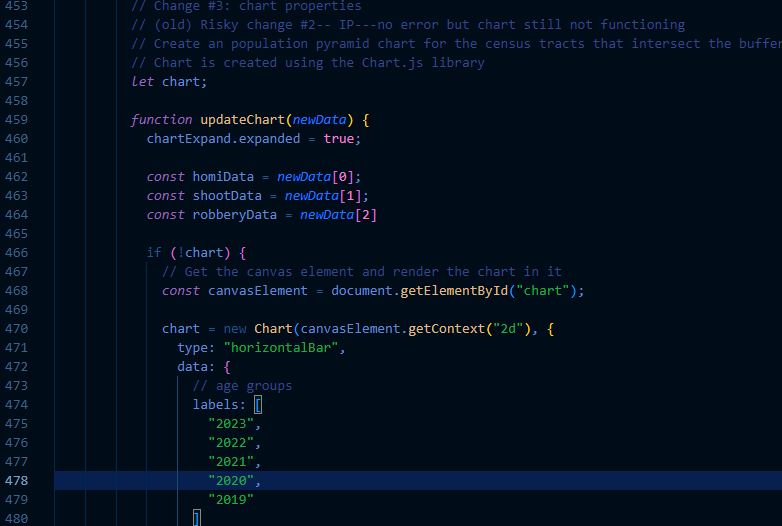 453 // Change #3: chart properties
454 // (old) Risky change #2-- IP---no error but chart still not functioning
455 // Create an population pyramid chart for the census tracts that intersect the buffer
456 // Chart is created using the Chart.js library
457 let chart;
458
459 function updateChart(newData) {
460 chartExpand.expanded = true;
461
462 const homiData = newData[0];
463 const shootData = newData[1];
464 const robberyData = newData[2]
465
466 if (!chart) {
467 // Get the canvas element and render the chart in it
468 const canvasElement = document.getElementById("chart");
469
470 chart = new Chart(canvasElement.getContext("2d"), {
471 type: "horizontalBar",
472 data: {
473 // age groups
474 labels: [
475 "2023",
476 "2022",
477 "2021",
478 "2020",
479 "2019"
480 ]